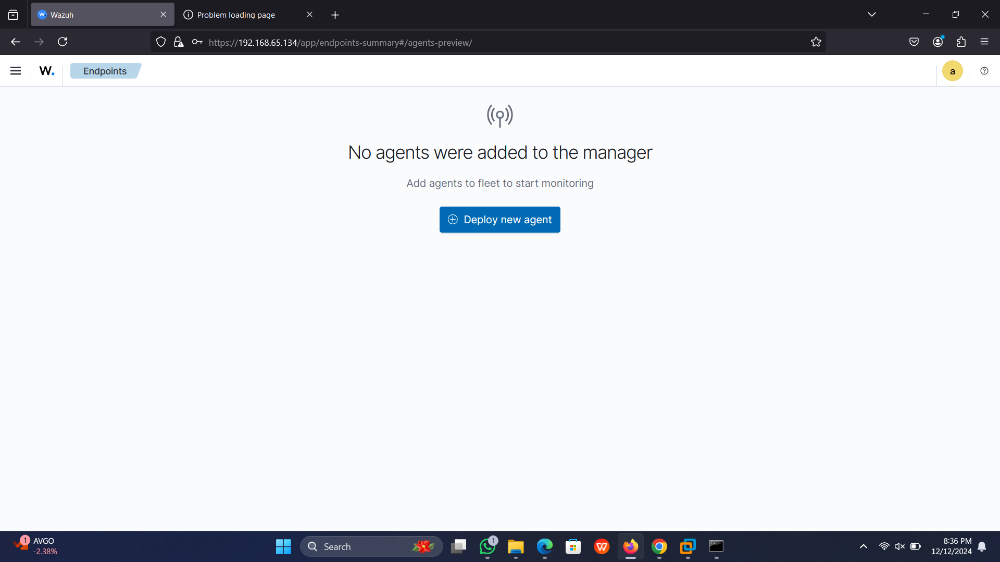 Wazuh
Problem loading page
https://192.168.65.134/app/endpoints-summary#/agents-preview/
W.
Endpoints
a
No agents were added to the manager
Add agents to fleet to start monitoring
Deploy new agent
1
AVGO
-2.38%
Search
1
8:36 PM
12/12/2024